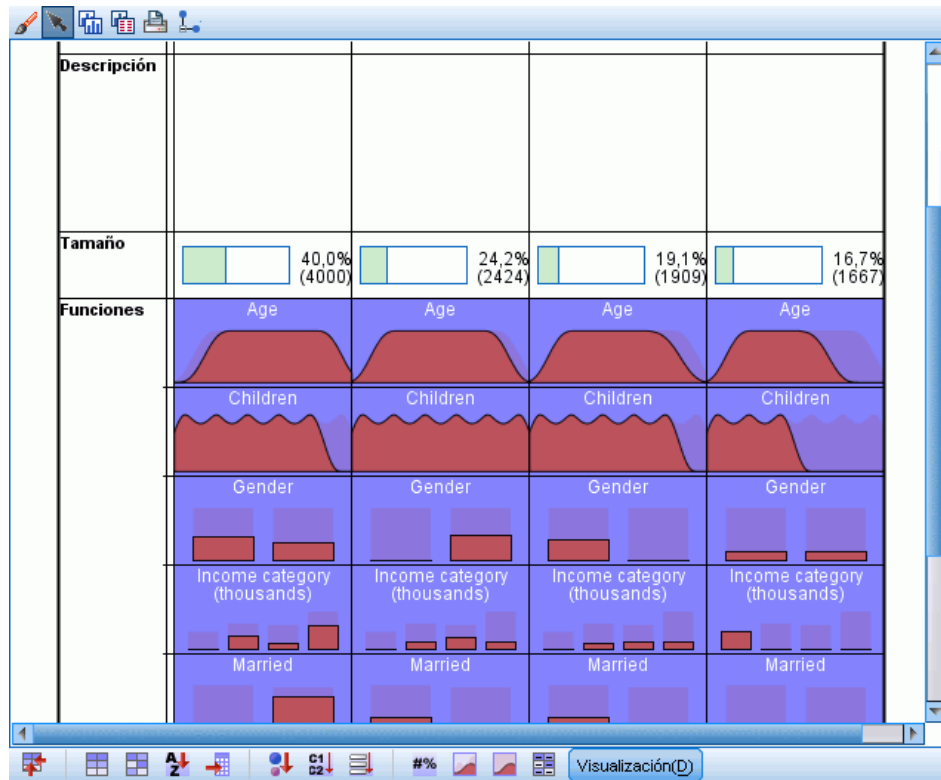 Descripción
Tamaño
40,0%
(4000)
24,2%
(2424)
19,1%
(1909)
16,7%
(1667)
Funciones
Age
Age
Age
Age
Children
Children
Children
Children
Gender
Gender
Gender
Gender
Income category
(thousands)
Income category
(thousands)
Income category
(thousands)
Income category
(thousands)
Married
Married
Married
Married
A
Z
C1
C2
#%
Visualización(D)